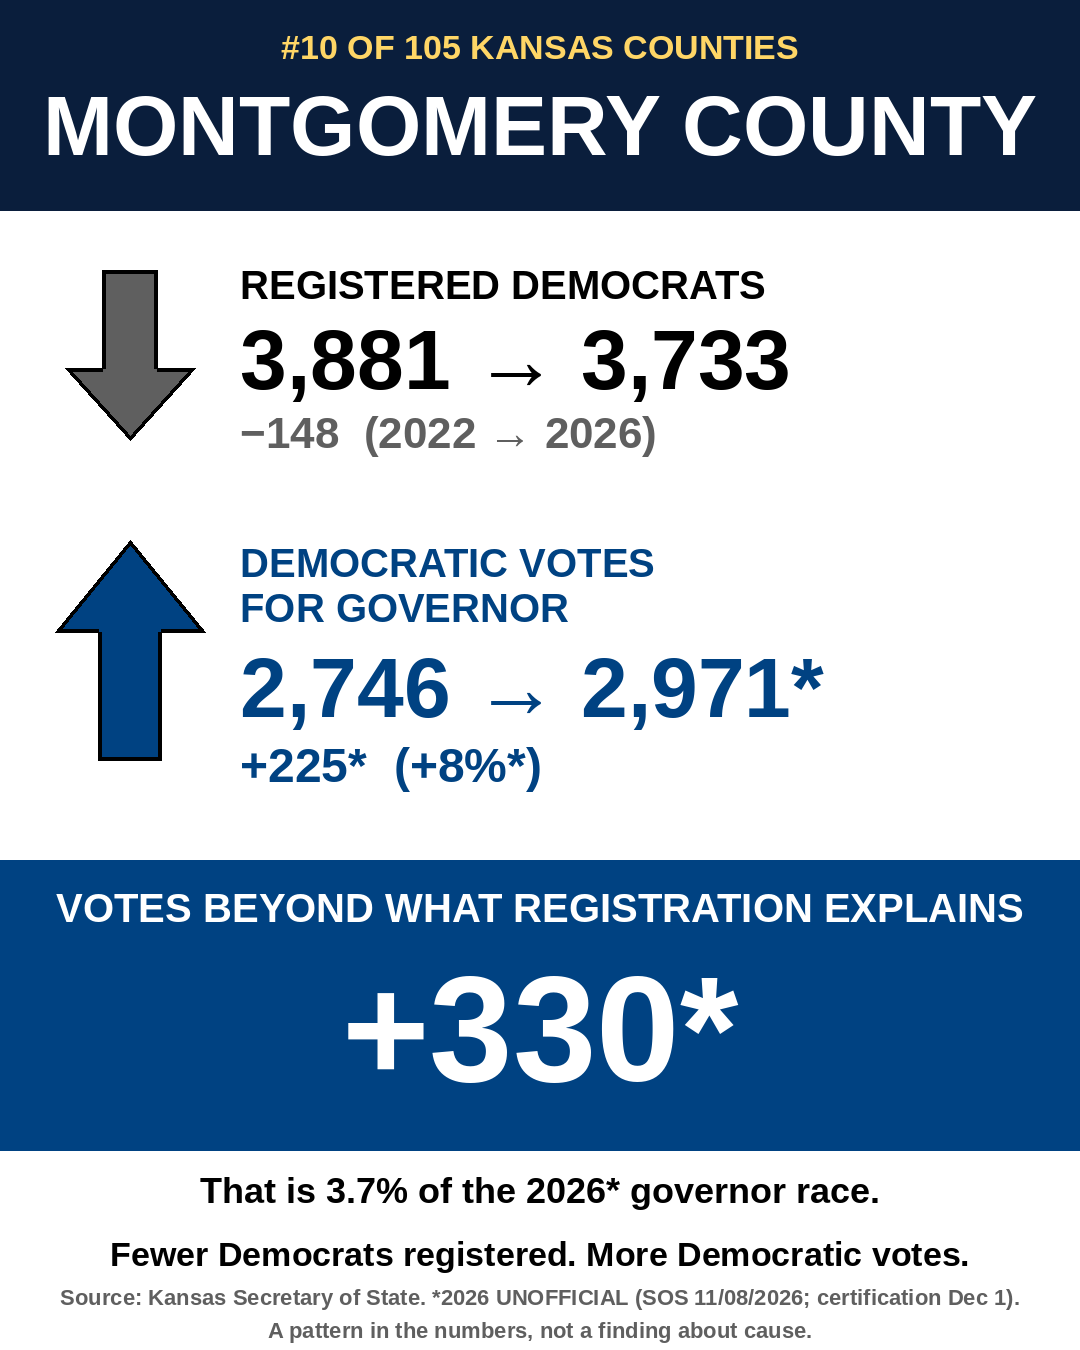 #10 OF 105 KANSAS COUNTIES
MONTGOMERY COUNTY
REGISTERED DEMOCRATS
3,881 → 3,733
−148 (2022 → 2026)
DEMOCRATIC VOTES
FOR GOVERNOR
2,746 → 2,971*
+225* (+8%*)
VOTES BEYOND WHAT REGISTRATION EXPLAINS
+330*
That is 3.7% of the 2026* governor race.
Fewer Democrats registered. More Democratic votes.
Source: Kansas Secretary of State. *2026 UNOFFICIAL (SOS 11/08/2026; certification Dec 1).
A pattern in the numbers, not a finding about cause.